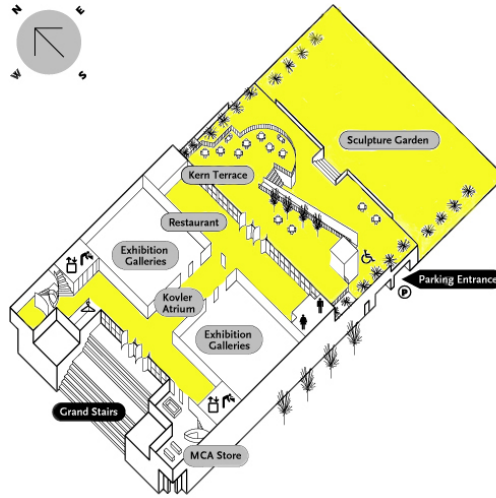 N
E
W
S
Sculpture Garden
Kern Terrace
Restaurant
Exhibition
Galleries
Parking Entrance
P
Kovler
Atrium
Exhibition
Galleries
Grand Stairs
MCA Store